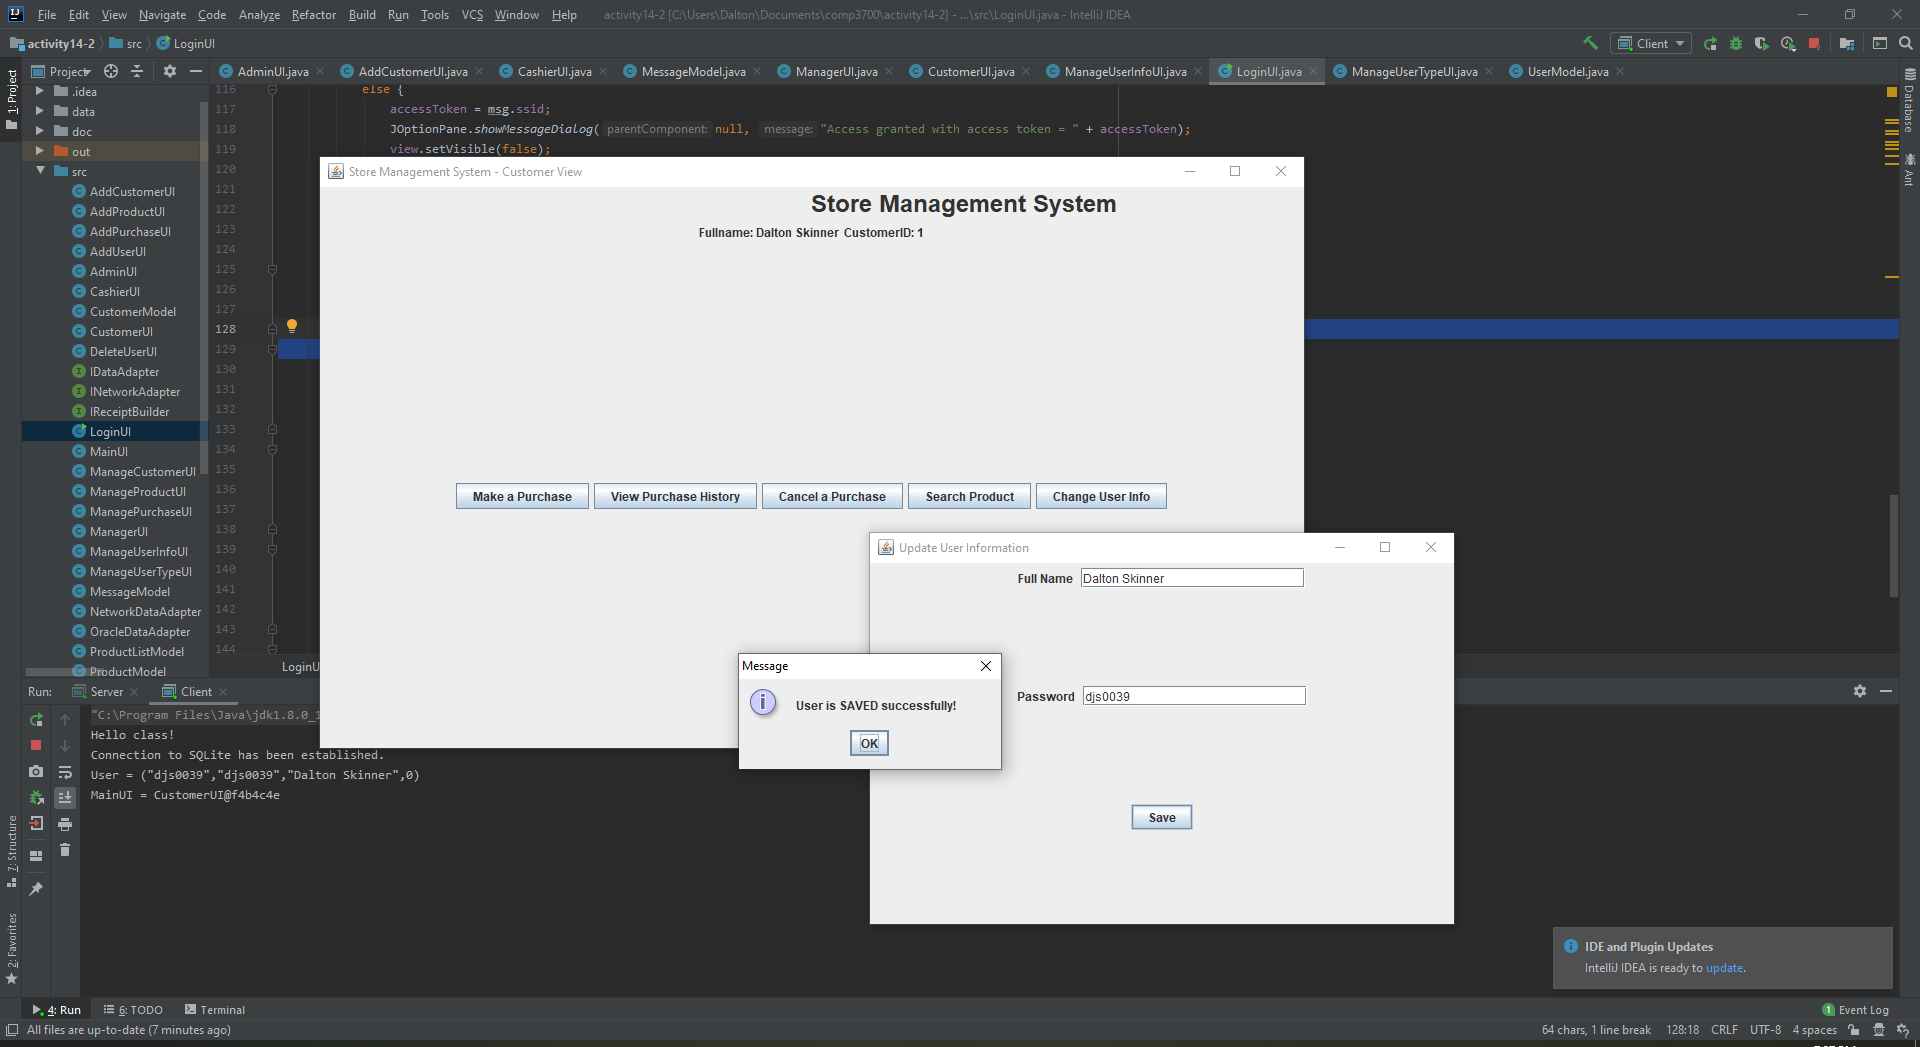 File Edit View Navigate Code Analyze Refactor Build Run Tools VCS Window Help activity14-2 [C:\Users\Dalton\Documents\comp3700\activity14-2] - ...\src\LoginUI.java - IntelliJ IDEA
activity14-2 src LoginUI Client
1: Project
Project AdminUI.java AddCustomerUI.java CashierUI.java MessageModel.java ManagerUI.java CustomerUI.java ManageUserInfoUI.java LoginUI.java ManageUserTypeUI.java UserModel.java
Database
Ant
.idea
data
doc
out
src
AddCustomerUI
AddProductUI
AddPurchaseUI
AddUserUI
AdminUI
CashierUI
CustomerModel
CustomerUI
DeleteUserUI
IDataAdapter
INetworkAdapter
IReceiptBuilder
LoginUI
MainUI
ManageCustomerUI
ManageProductUI
ManagePurchaseUI
ManagerUI
ManageUserInfoUI
ManageUserTypeUI
MessageModel
NetworkDataAdapter
OracleDataAdapter
ProductListModel
ProductModel
116 else {
117 accessToken = msg.ssid;
118 JOptionPane.showMessageDialog( parentComponent: null, message: "Access granted with access token = " + accessToken);
119 view.setVisible(false);
120
121
122
123
124
125
126
127
128
129
130
131
132
133
134
135
136
137
138
139
140
141
142
143
144
LoginU
Store Management System - Customer View
Store Management System
Fullname: Dalton Skinner CustomerID: 1
Make a Purchase View Purchase History Cancel a Purchase Search Product Change User Info
Update User Information
Full Name Dalton Skinner
Password djs0039
Save
Message
User is SAVED successfully!
OK
Run: Server Client
"C:\Program Files\Java\jdk1.8.0_1
Hello class!
Connection to SQLite has been established.
User = ("djs0039","djs0039","Dalton Skinner",0)
MainUI = CustomerUI@f4b4c4e
7: Structure
2: Favorites
IDE and Plugin Updates
IntelliJ IDEA is ready to update.
4: Run 6: TODO Terminal 1 Event Log
All files are up-to-date (7 minutes ago) 64 chars, 1 line break 128:18 CRLF UTF-8 4 spaces